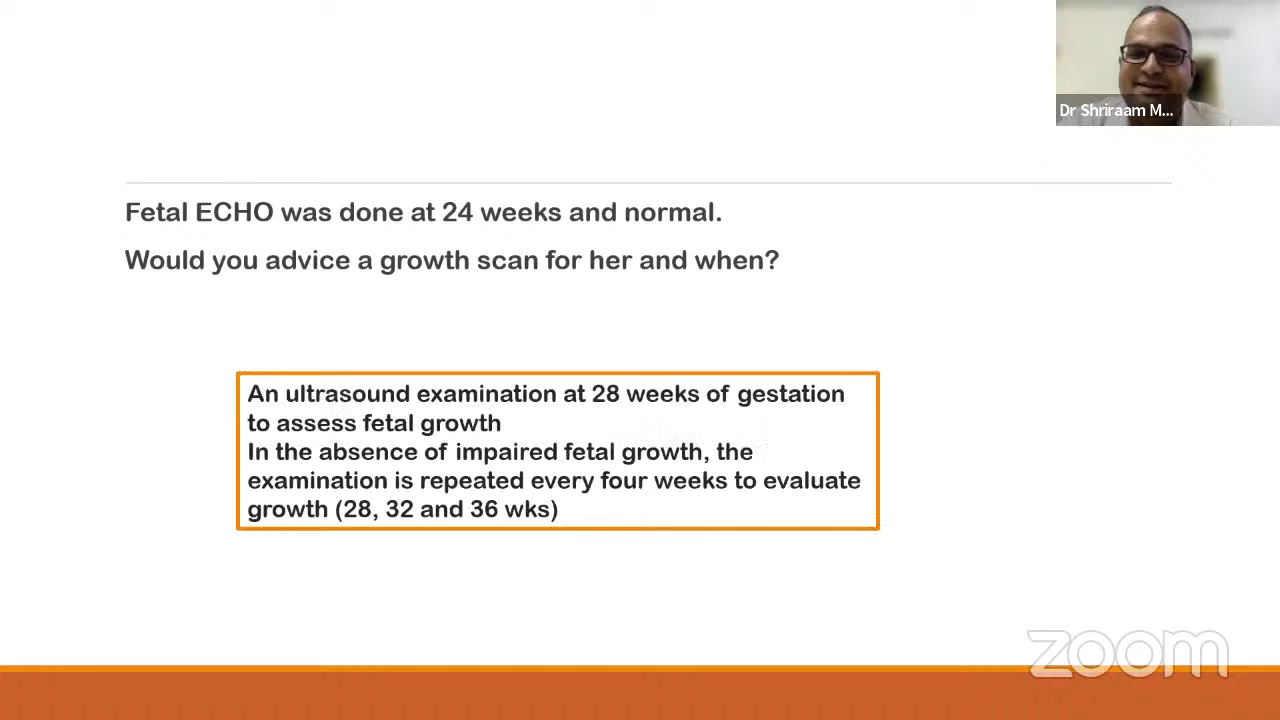 Dr Shriraam M...
Fetal ECHO was done at 24 weeks and normal.
Would you advice a growth scan for her and when?
An ultrasound examination at 28 weeks of gestation
to assess fetal growth
In the absence of impaired fetal growth, the
examination is repeated every four weeks to evaluate
growth (28, 32 and 36 wks)
zoom